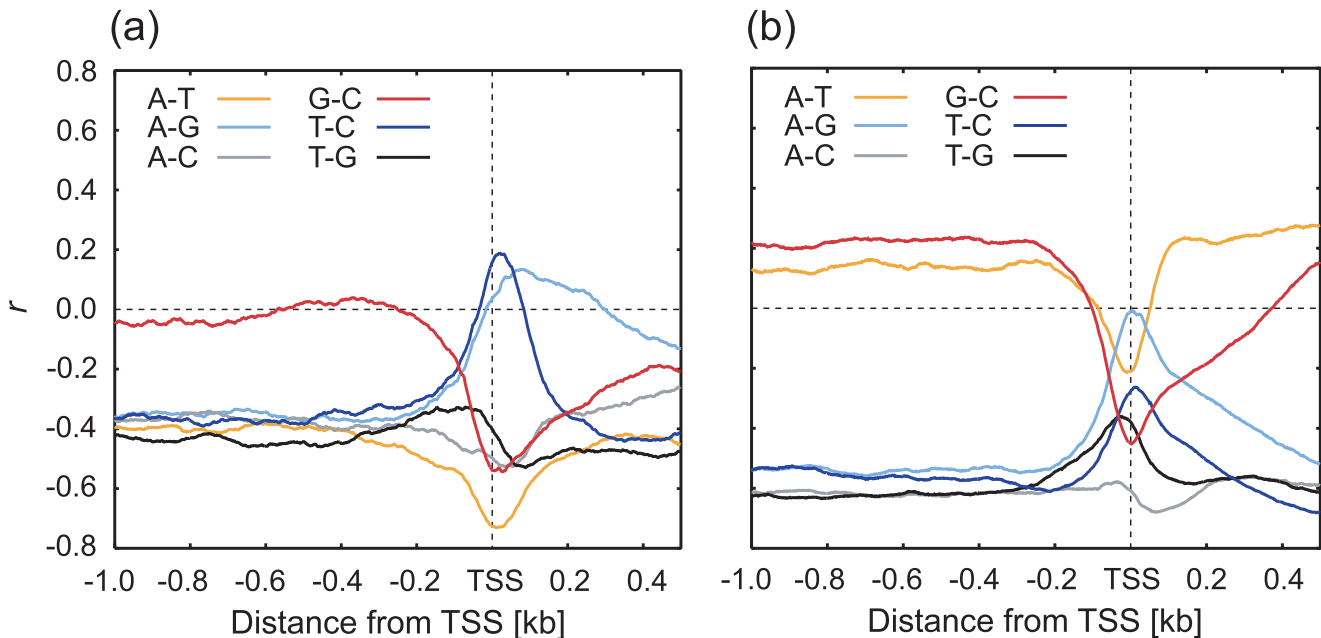 (a)
0.8
0.6
0.4
0.2
0.0
-0.2
-0.4
-0.6
-0.8
r
A-T G-C
A-G T-C
A-C T-G
-1.0 -0.8 -0.6 -0.4 -0.2 TSS 0.2 0.4
Distance from TSS [kb]
(b)
A-T G-C
A-G T-C
A-C T-G
-1.0 -0.8 -0.6 -0.4 -0.2 TSS 0.2 0.4
Distance from TSS [kb]